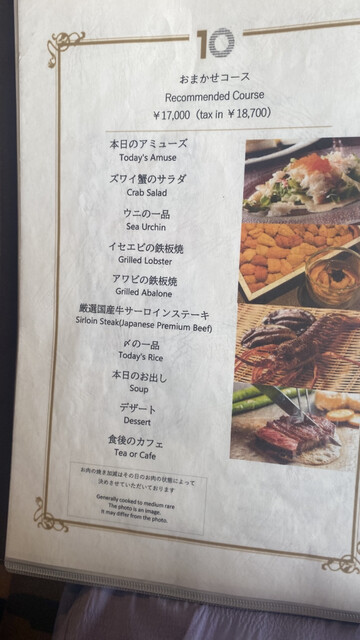 10
おまかせコース
Recommended Course
￥17,000（tax in ￥18,700）
本日のアミューズ
Today's Amuse
ズワイ蟹のサラダ
Crab Salad
ウニの一品
Sea Urchin
イセエビの鉄板焼
Grilled Lobster
アワビの鉄板焼
Grilled Abalone
厳選国産牛サーロインステーキ
Sirloin Steak(Japanese Premium Beef)
〆の一品
Today's Rice
本日のお出し
Soup
デザート
Dessert
食後のカフェ
Tea or Cafe
お肉の焼き加減はその日のお肉の状態によって
決めさせていただいております
Generally cooked to medium rare
The photo is an image.
It may differ from the photo.